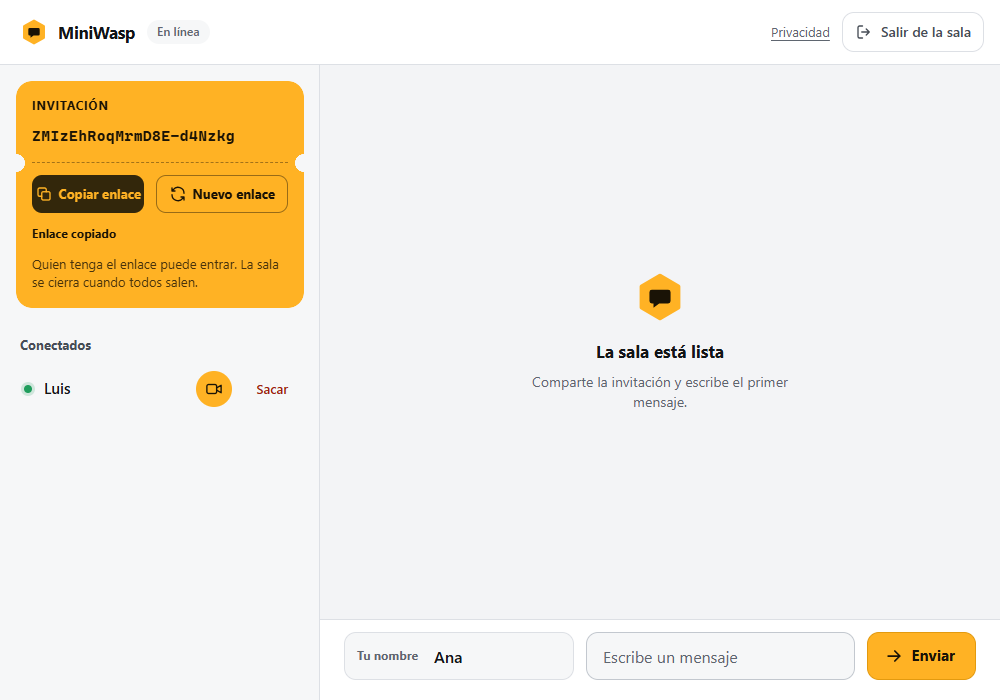 MiniWasp
En línea
Privacidad
Salir de la sala
INVITACIÓN
ZMIzEhRoqMrmD8E-d4Nzkg
Copiar enlace
Nuevo enlace
Enlace copiado
Quien tenga el enlace puede entrar. La sala
se cierra cuando todos salen.
Conectados
Luis
Sacar
La sala está lista
Comparte la invitación y escribe el primer
mensaje.
Tu nombre
Ana
Escribe un mensaje
Enviar